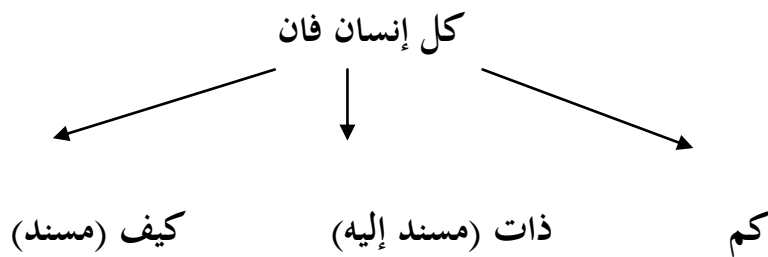 كل إنسان فان
كم ذات (مسند إليه) كيف (مسند)